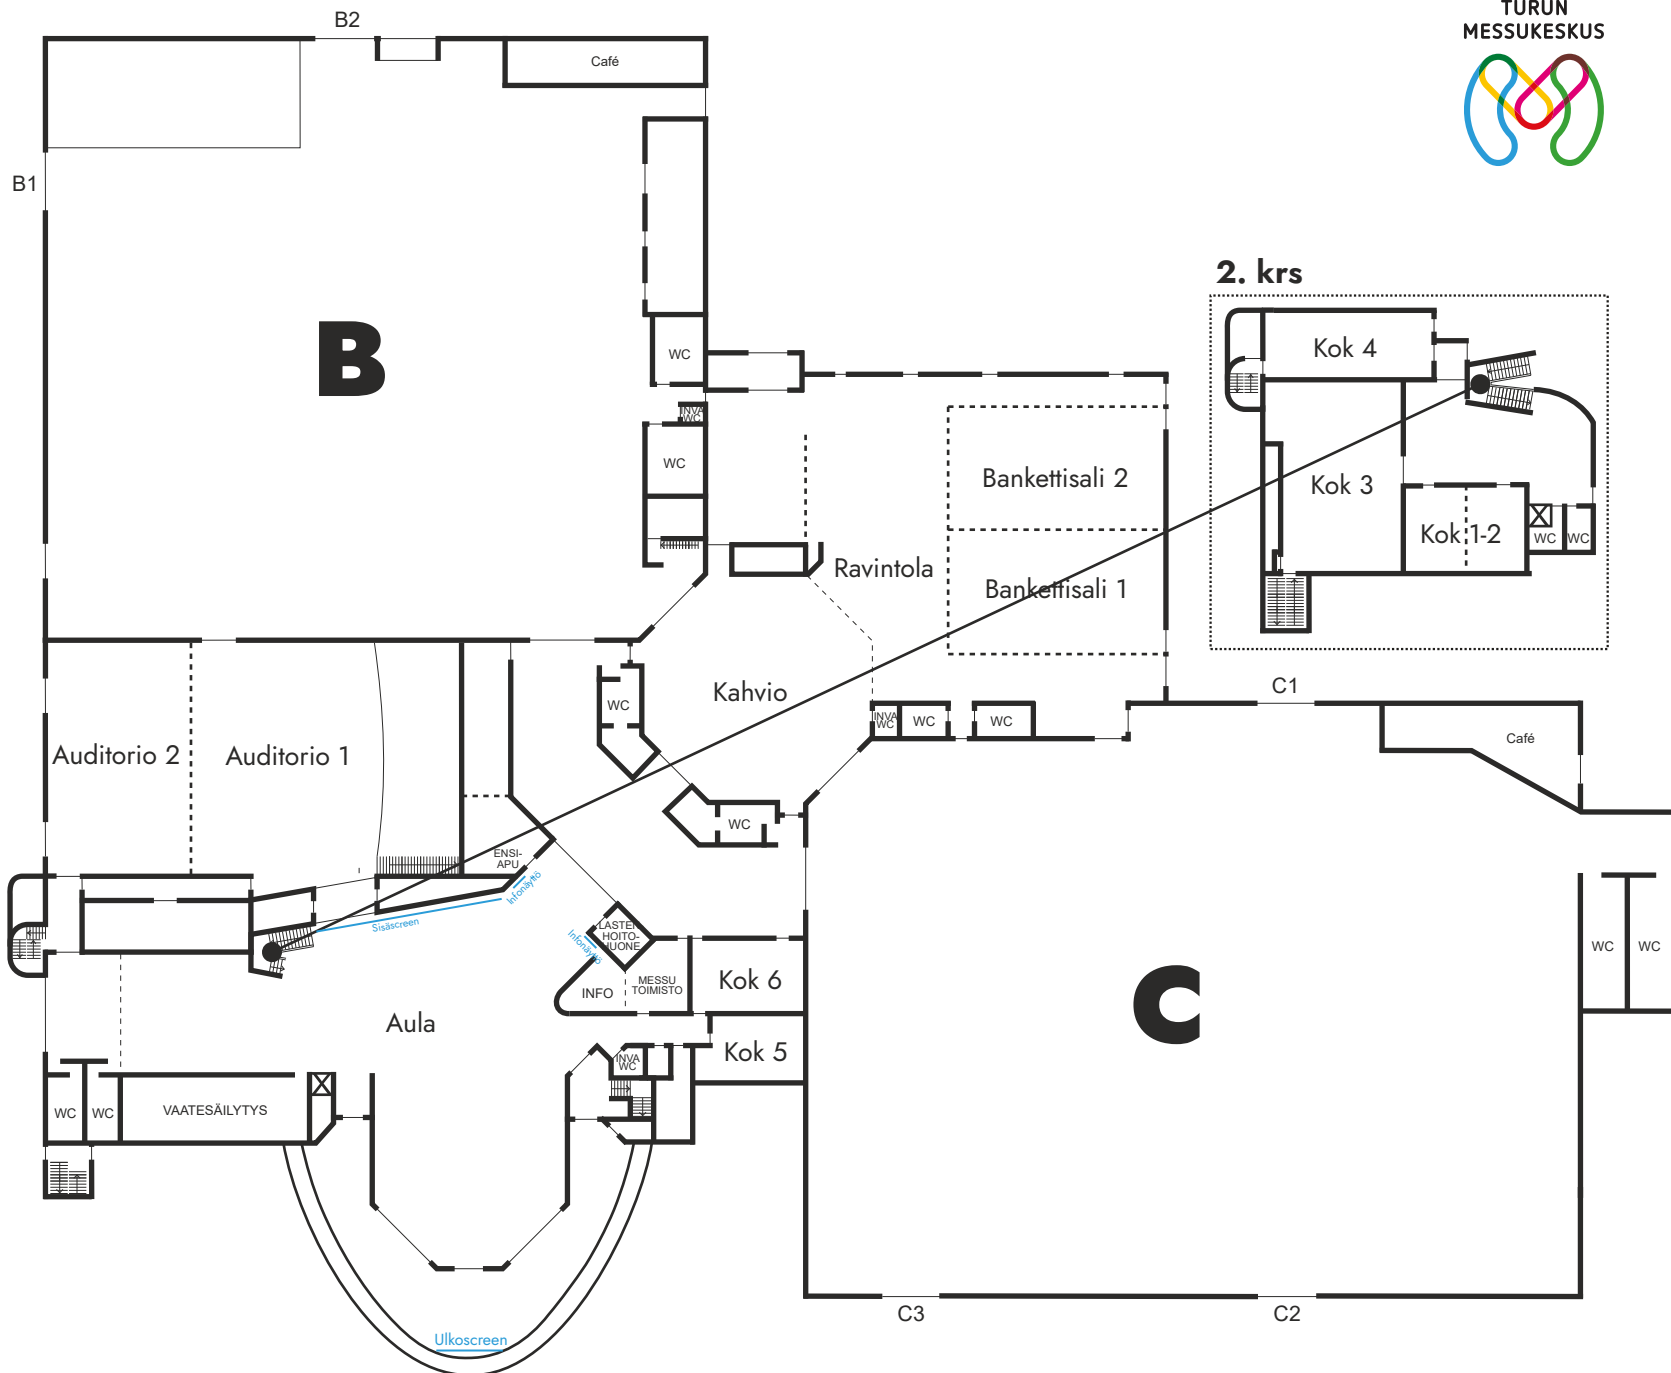 TURUN
MESSUKESKUS
B2
Café
B1
B
WC
INVA
WC
WC
2. krs
Kok 4
Kok 3
Kok 1-2
WC
WC
Bankettisali 2
Ravintola
Bankettisali 1
Kahvio
WC
INVA
WC
WC
WC
C1
Café
Auditorio 2
Auditorio 1
WC
ENSI-
APU
Infonäyttö
Sisäscreen
Infonäyttö
LASTEN
HOITO-
HUONE
INFO
MESSU
TOIMISTO
Kok 6
Kok 5
Aula
INVA
WC
C
WC
WC
WC
WC
VAATESÄILYTYS
C3
C2
Ulkoscreen